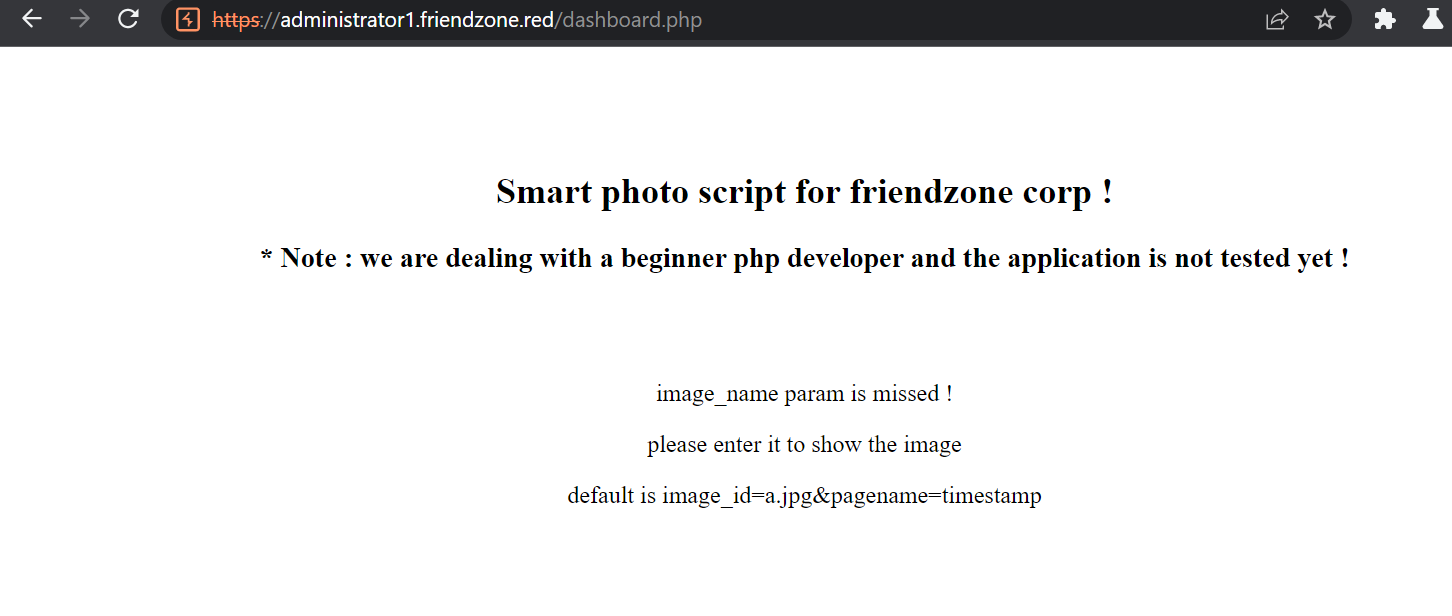 https://administrator1.friendzone.red/dashboard.php
Smart photo script for friendzone corp !
* Note : we are dealing with a beginner php developer and the application is not tested yet !
image_name param is missed !
please enter it to show the image
default is image_id=a.jpg&pagename=timestamp